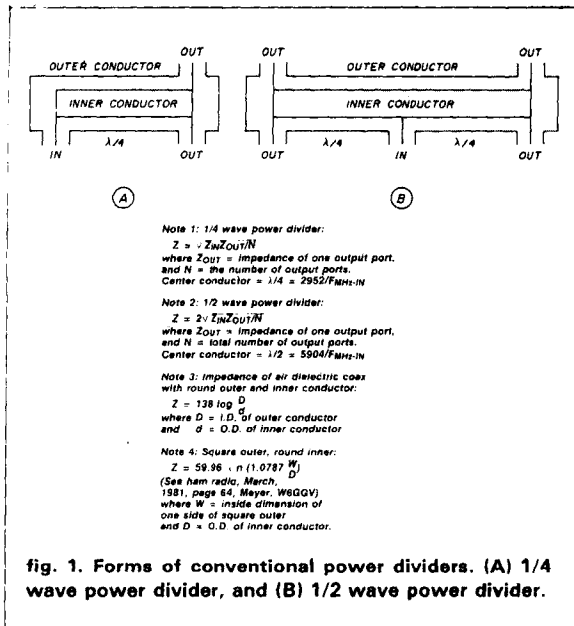 OUT OUT OUT
OUTER CONDUCTOR OUTER CONDUCTOR
INNER CONDUCTOR INNER CONDUCTOR
λ/4 λ/4 λ/4
IN OUT OUT IN OUT
A B
Note 1: 1/4 wave power divider:
Z = √ZINZOUT/N
where ZOUT = impedance of one output port,
and N = the number of output ports.
Center conductor = λ/4 = 2952/FMHz-IN
Note 2: 1/2 wave power divider:
Z = 2√ZINZOUT/N
where ZOUT = impedance of one output port,
and N = total number of output ports.
Center conductor = λ/2 = 5904/FMHz-IN
Note 3: Impedance of air dielectric coax
with round outer and inner conductor:
Z = 138 log D/d
where D = I.D. of outer conductor
and d = O.D. of inner conductor
Note 4: Square outer, round inner:
Z = 59.96 n (1.0787 W/D)
(See ham radio, March,
1981, page 64, Meyer, W6GGV)
where W = inside dimension of
one side of square outer
and D = O.D. of inner conductor.
fig. 1. Forms of conventional power dividers. (A) 1/4
wave power divider, and (B) 1/2 wave power divider.